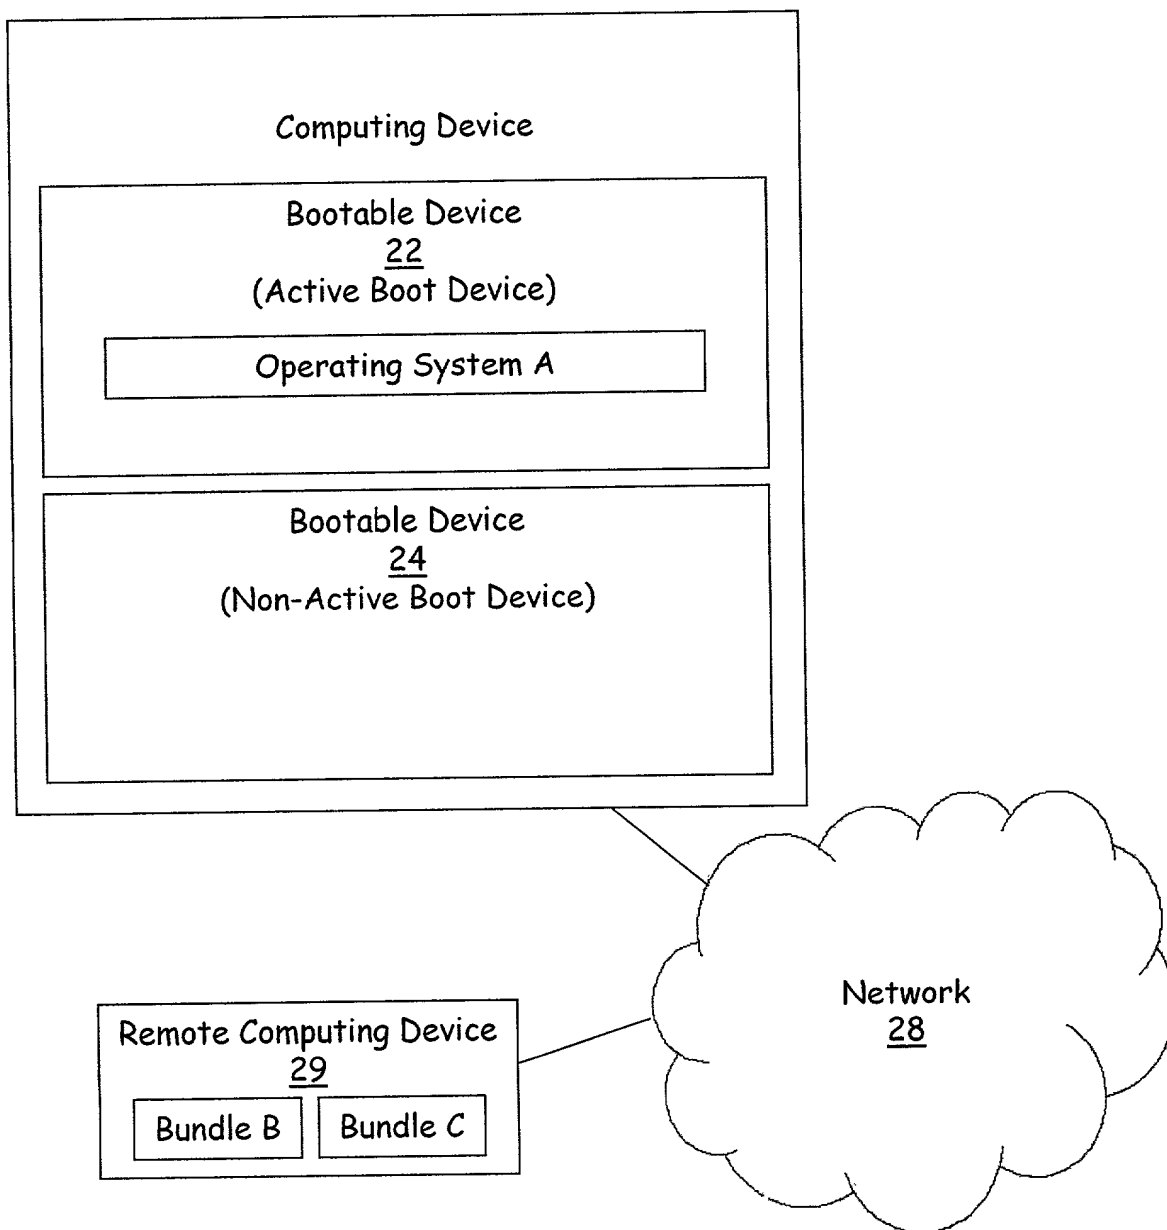 Computing Device
Bootable Device
22
(Active Boot Device)
Operating System A
Bootable Device
24
(Non-Active Boot Device)
Network
28
Remote Computing Device
29
Bundle B
Bundle C